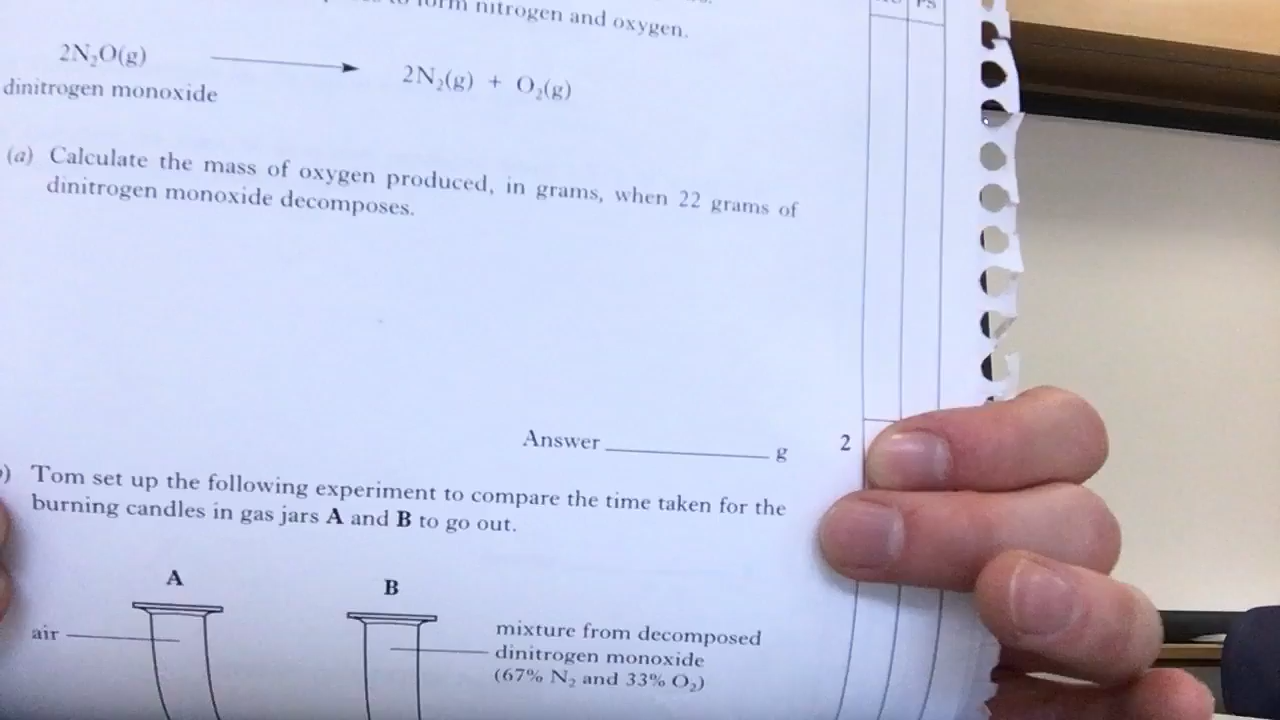 to form nitrogen and oxygen.
PS
2N₂O(g) 2N₂(g) + O₂(g)
dinitrogen monoxide
(a) Calculate the mass of oxygen produced, in grams, when 22 grams of
dinitrogen monoxide decomposes.
Answer g 2
) Tom set up the following experiment to compare the time taken for the
burning candles in gas jars A and B to go out.
A B
air
mixture from decomposed
dinitrogen monoxide
(67% N₂ and 33% O₂)